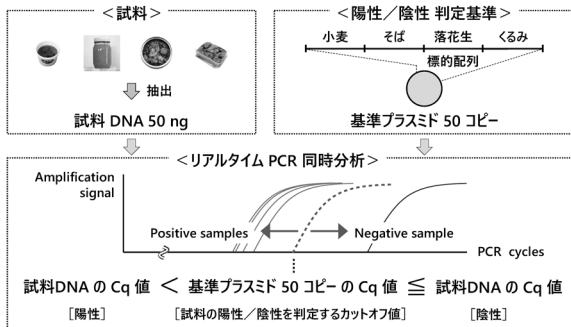 ＜試料＞
抽出
試料 DNA 50 ng
＜陽性／陰性 判定基準＞
小麦 そば 落花生 くるみ
標的配列
基準プラスミド 50 コピー
＜リアルタイム PCR 同時分析＞
Amplification
signal
Positive samples
Negative sample
PCR cycles
試料DNA の Cq 値 ＜ 基準プラスミド 50 コピーの Cq 値 ≦ 試料DNA の Cq 値
[陽性] [試料の陽性／陰性を判定するカットオフ値] [陰性]